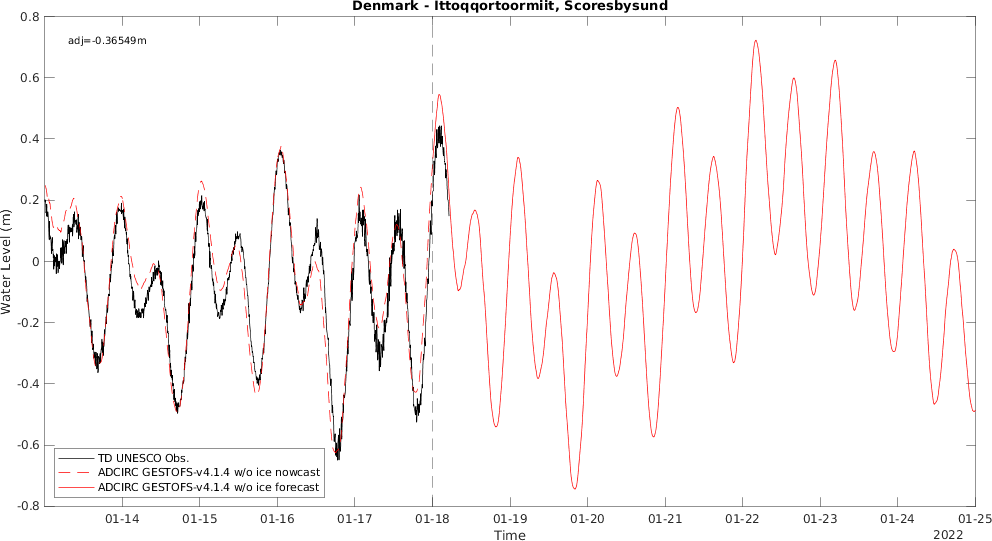 Denmark - Ittoqqortoormiit, Scoresbysund
adj=-0.36549m
Water Level (m)
0.8
0.6
0.4
0.2
0
-0.2
-0.4
-0.6
-0.8
TD UNESCO Obs.
ADCIRC GESTOFS-v4.1.4 w/o ice nowcast
ADCIRC GESTOFS-v4.1.4 w/o ice forecast
01-14 01-15 01-16 01-17 01-18 01-19 01-20 01-21 01-22 01-23 01-24 01-25
Time
2022